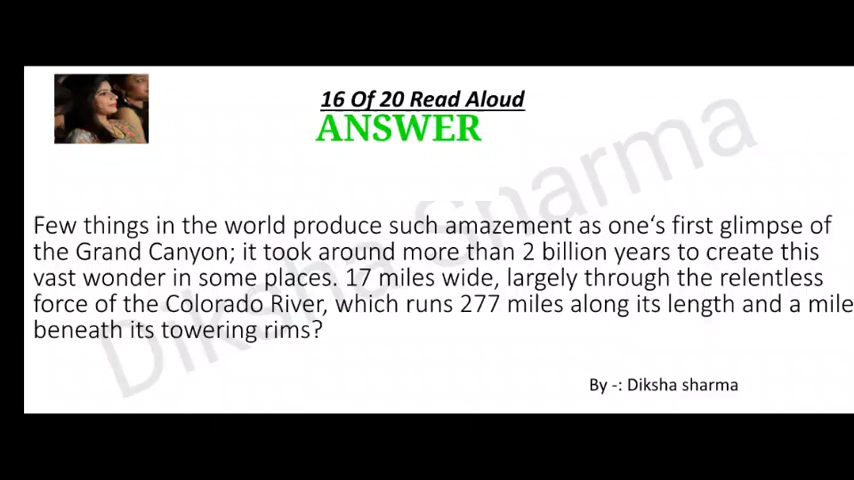 16 Of 20 Read Aloud
ANSWER
Few things in the world produce such amazement as one‘s first glimpse of
the Grand Canyon; it took around more than 2 billion years to create this
vast wonder in some places. 17 miles wide, largely through the relentless
force of the Colorado River, which runs 277 miles along its length and a mile
beneath its towering rims?
By -: Diksha sharma
Diksha Sharma